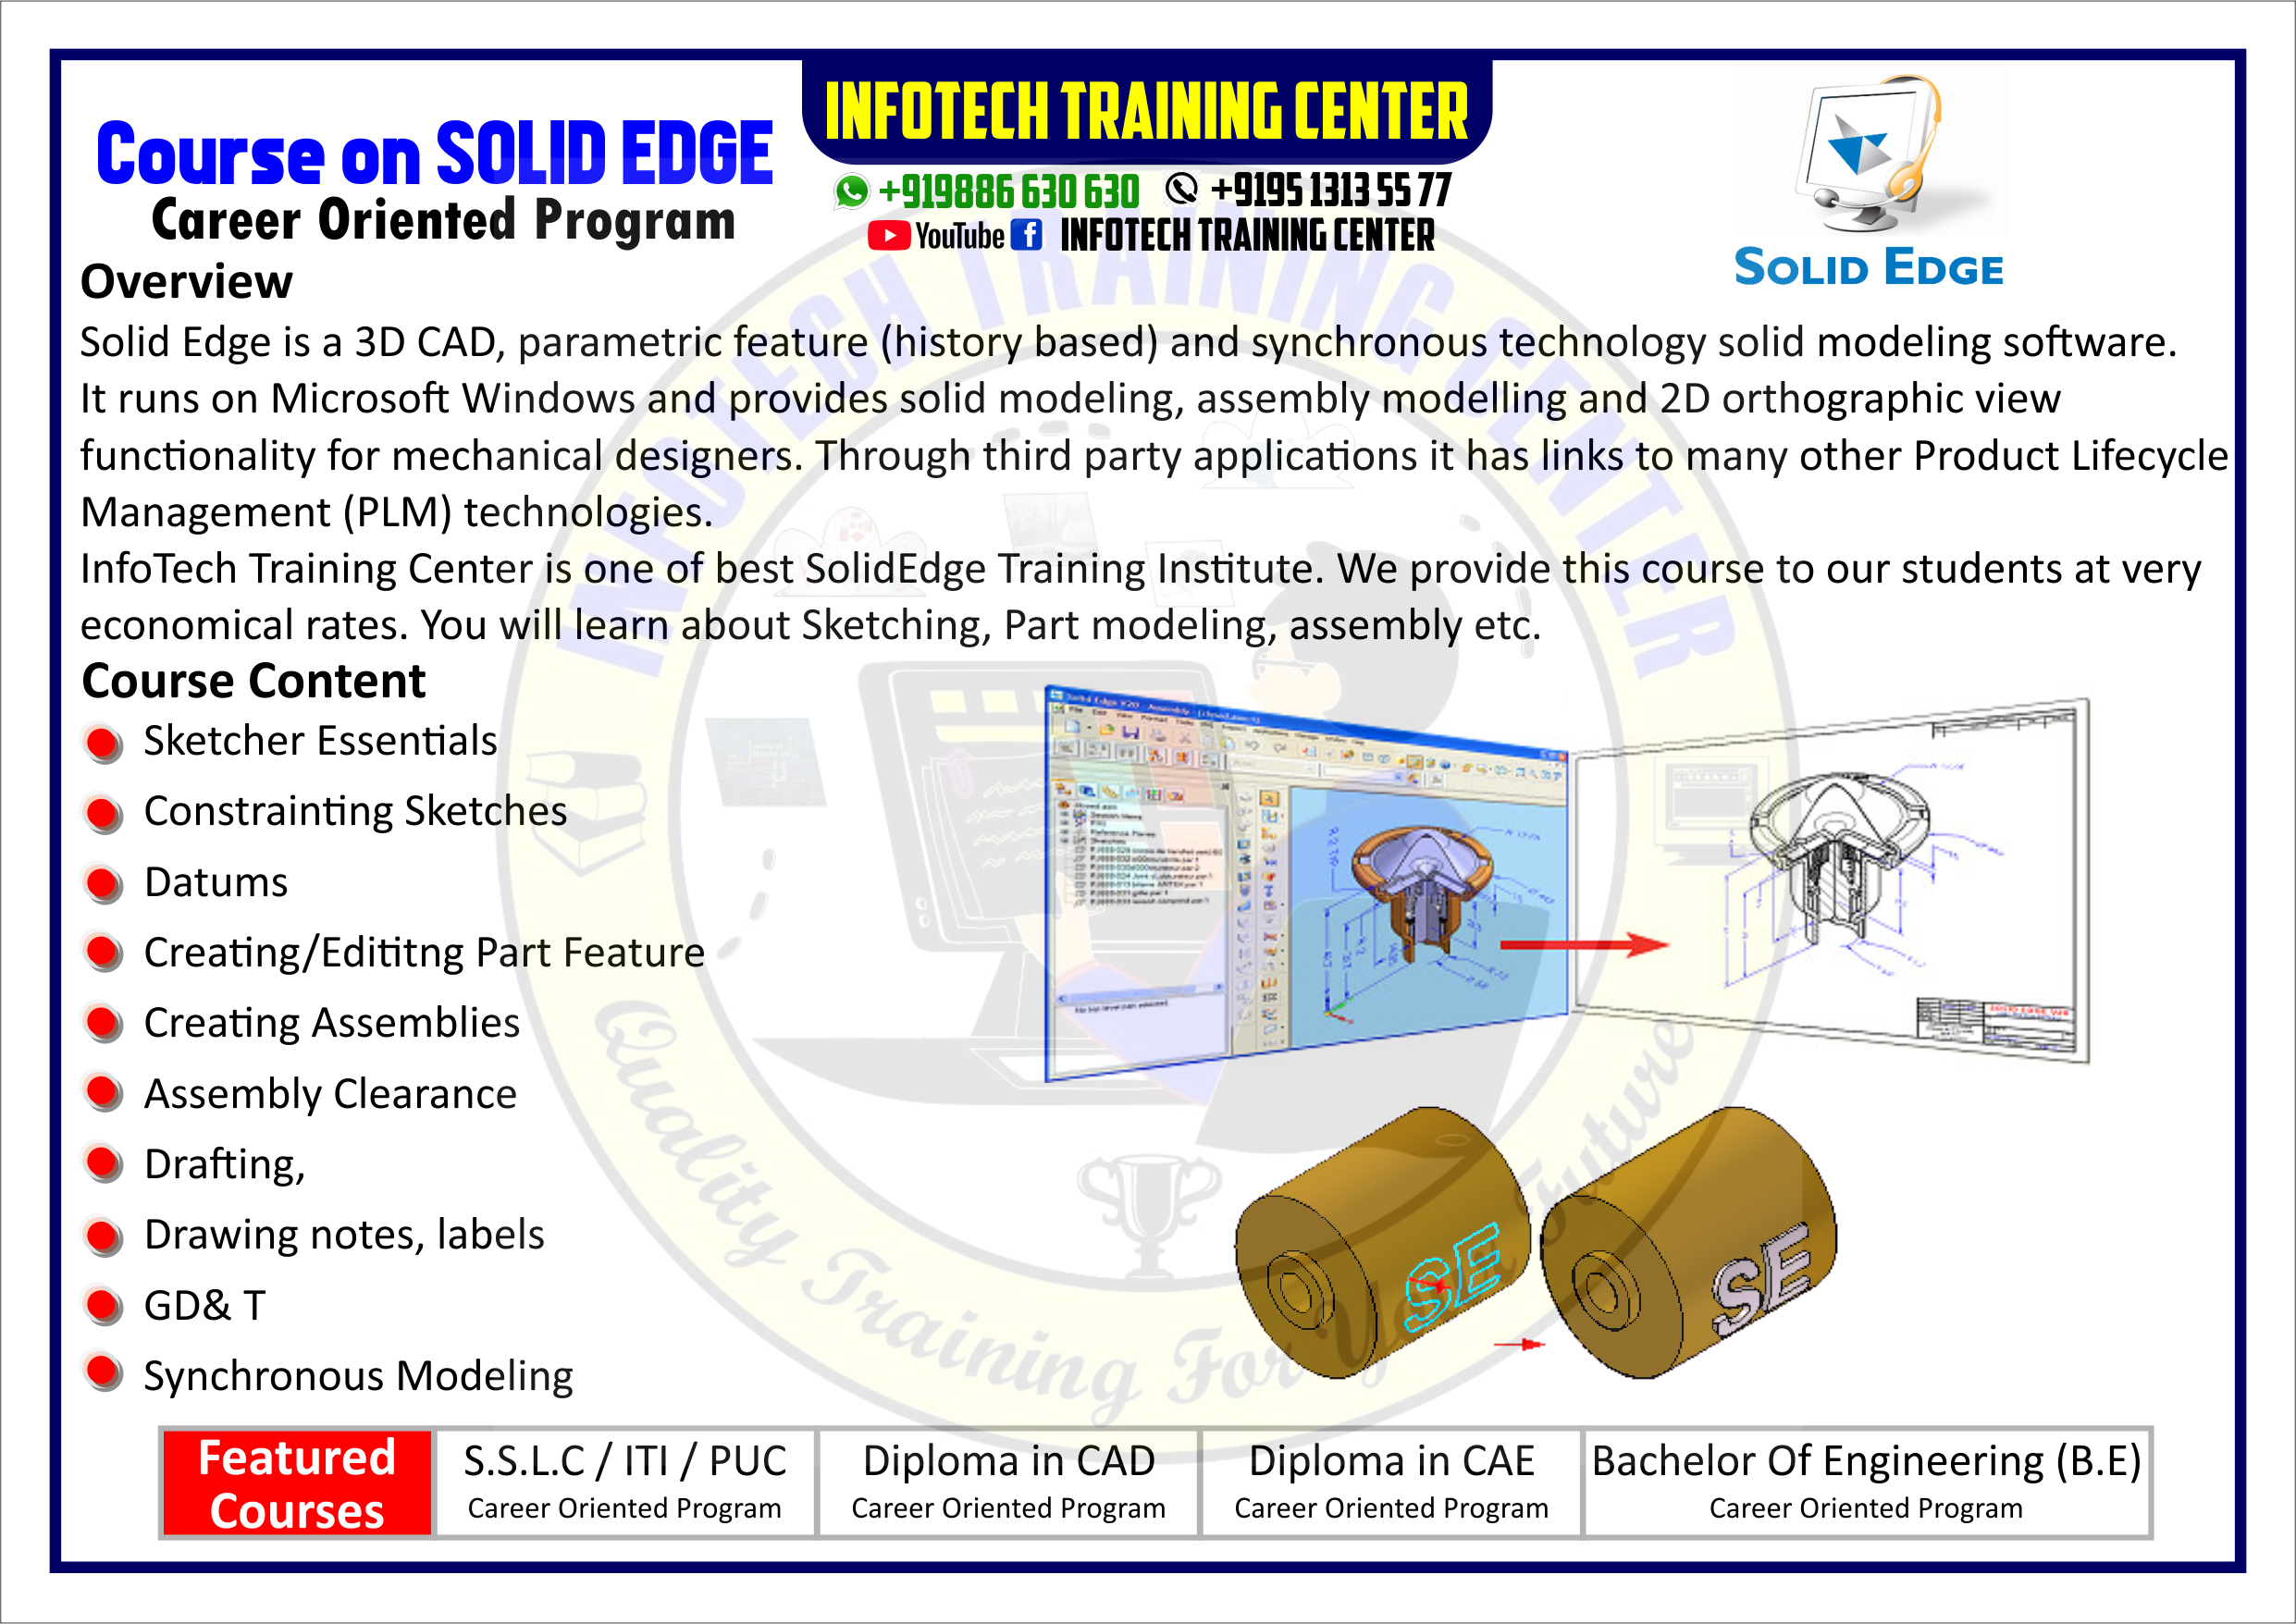 INFOTECH TRAINING CENTER
Course on SOLID EDGE
Career Oriented Program
+919886 630 630 +9195 1313 55 77
YouTube INFOTECH TRAINING CENTER
SOLID EDGE
Overview
Solid Edge is a 3D CAD, parametric feature (history based) and synchronous technology solid modeling software.
It runs on Microsoft Windows and provides solid modeling, assembly modelling and 2D orthographic view
functionality for mechanical designers. Through third party applications it has links to many other Product Lifecycle
Management (PLM) technologies.
InfoTech Training Center is one of best SolidEdge Training Institute. We provide this course to our students at very
economical rates. You will learn about Sketching, Part modeling, assembly etc.
Course Content
Sketcher Essentials
Constrainting Sketches
Datums
Creating/Edititng Part Feature
Creating Assemblies
Assembly Clearance
Drafting,
Drawing notes, labels
GD& T
Synchronous Modeling
INFOTECH TRAINING CENTER
Quality Training For You Future
SE
SE
Featured
Courses
S.S.L.C / ITI / PUC
Career Oriented Program
Diploma in CAD
Career Oriented Program
Diploma in CAE
Career Oriented Program
Bachelor Of Engineering (B.E)
Career Oriented Program